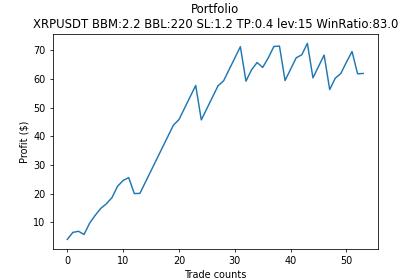 Portfolio
XRPUSDT BBM:2.2 BBL:220 SL:1.2 TP:0.4 lev:15 WinRatio:83.0
70
60
50
40
30
20
10
Profit ($)
0 10 20 30 40 50
Trade counts